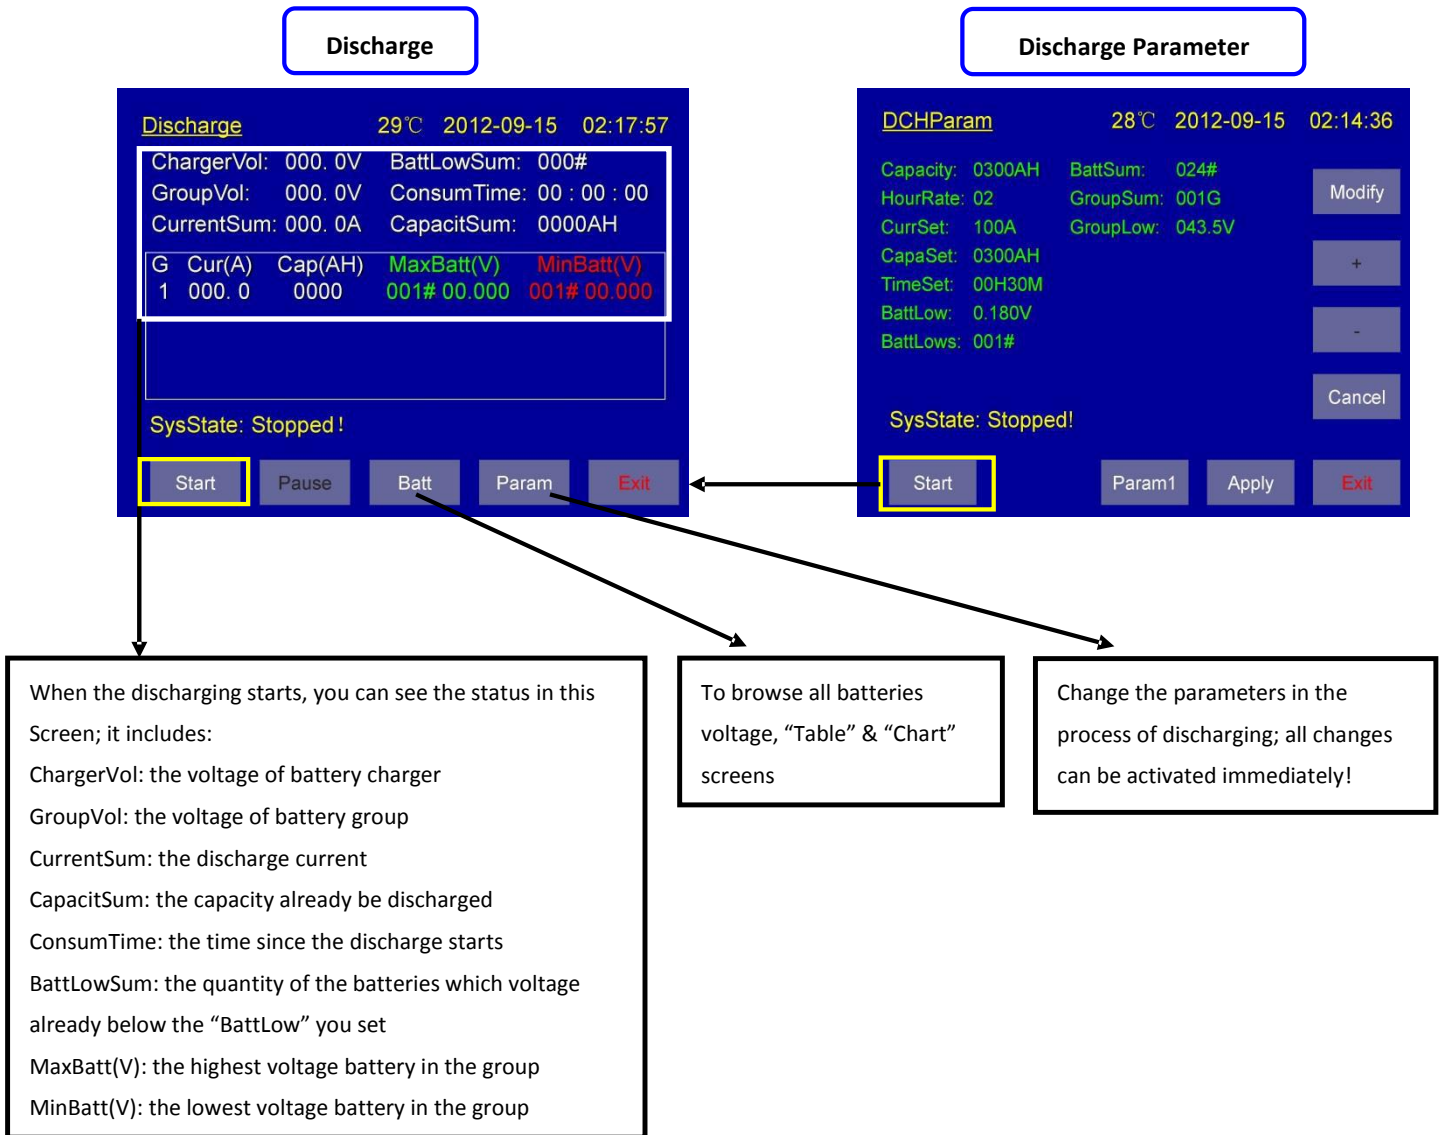 Discharge
Discharge Parameter
Discharge 29℃ 2012-09-15 02:17:57
ChargerVol: 000. 0V BattLowSum: 000#
GroupVol: 000. 0V ConsumTime: 00 : 00 : 00
CurrentSum: 000. 0A CapacitSum: 0000AH
G Cur(A) Cap(AH) MaxBatt(V) MinBatt(V)
1 000. 0 0000 001# 00.000 001# 00.000
SysState: Stopped !
Start Pause Batt Param Exit
DCHParam 28℃ 2012-09-15 02:14:36
Capacity: 0300AH BattSum: 024#
HourRate: 02 GroupSum: 001G
CurrSet: 100A GroupLow: 043.5V
CapaSet: 0300AH
TimeSet: 00H30M
BattLow: 0.180V
BattLows: 001#
Modify
+
-
Cancel
SysState: Stopped!
Start Param1 Apply Exit
When the discharging starts, you can see the status in this
Screen; it includes:
ChargerVol: the voltage of battery charger
GroupVol: the voltage of battery group
CurrentSum: the discharge current
CapacitSum: the capacity already be discharged
ConsumTime: the time since the discharge starts
BattLowSum: the quantity of the batteries which voltage
already below the “BattLow” you set
MaxBatt(V): the highest voltage battery in the group
MinBatt(V): the lowest voltage battery in the group
To browse all batteries
voltage, “Table” & “Chart”
screens
Change the parameters in the
process of discharging; all changes
can be activated immediately!